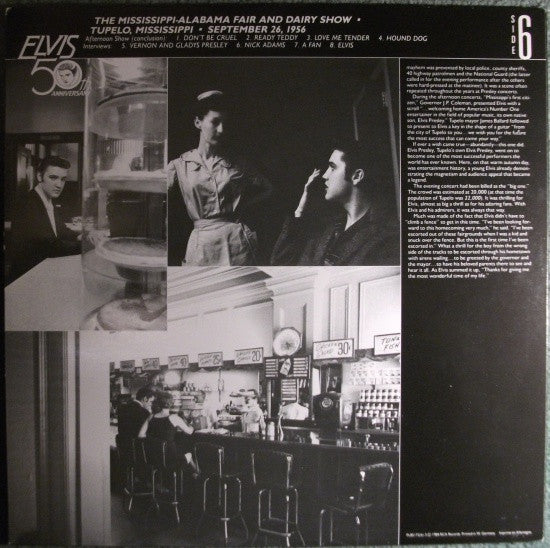 THE MISSISSIPPI-ALABAMA FAIR AND DAIRY SHOW •
TUPELO, MISSISSIPPI • SEPTEMBER 26, 1956
Afternoon Show (conclusion): 1. DON'T BE CRUEL 2. READY TEDDY 3. LOVE ME TENDER 4. HOUND DOG
Interviews: 5. VERNON AND GLADYS PRESLEY 6. NICK ADAMS 7. A FAN 8. ELVIS
SIDE 6
ELVIS
50
ANNIVERSARY
mayhem was prevented by local police, county sheriffs,
40 highway patrolmen and the National Guard (the latter
called in for the evening performance after the others
were hard-pressed at the matinee). It was a scene often
repeated throughout the years at Presley concerts.
During the afternoon concerts, "Mississippi's first citi-
zen," Governor J.P. Coleman, presented Elvis with a
scroll "...welcoming home America's Number One
entertainer in the field of popular music, its own native
son, Elvis Presley." Tupelo mayor James Ballard followed
to present to Elvis a key in the shape of a guitar "from
the city of Tupelo to you...we wish you for the future
the most success that can come your way."
If ever a wish came true—abundantly—this one did.
Elvis Presley, Tupelo's own Elvis Presley, went on to
become one of the most successful performers the
world has ever known. Here, on that warm autumn day,
was entertainment history, a young Elvis already demon-
strating the magnetism and audience appeal that became
a legend.
The evening concert had been billed as the "big one."
The crowd was estimated at 20,000 (at that time the
population of Tupelo was 22,000). It was thrilling for
Elvis, almost as big a thrill as for his adoring fans. With
Elvis and his admirers, it was always that way.
Much was made of the fact that Elvis didn't have to
"climb a fence" to get in this time. "I've been looking for-
ward to this homecoming very much," he said. "I've been
escorted out of these fairgrounds when I was a kid and
snuck over the fence. But this is the first time I've been
escorted in." What a thrill for the boy from the wrong
side of the tracks to be escorted through his hometown
with sirens wailing...to be greeted by the governor and
the mayor...to have his beloved parents there to see and
hear it all. As Elvis summed it up, "Thanks for giving me
the most wonderful time of my life."
20
30¢
TUNA
FISH